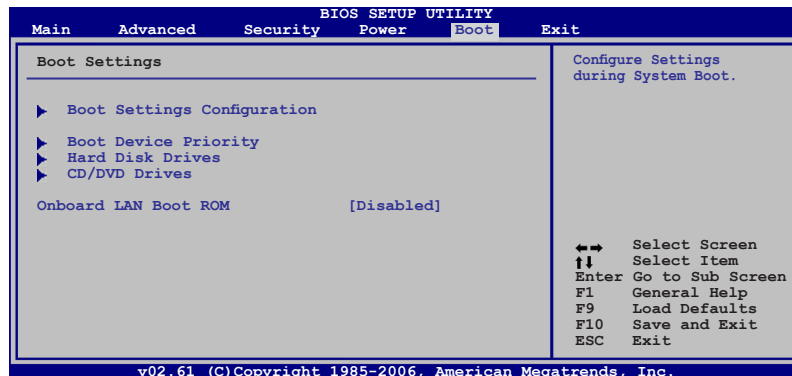 BIOS SETUP UTILITY
Main Advanced Security Power Boot Exit
Boot Settings
Boot Settings Configuration
Boot Device Priority
Hard Disk Drives
CD/DVD Drives
Onboard LAN Boot ROM [Disabled]
Configure Settings
during System Boot.
←→ Select Screen
↑↓ Select Item
Enter Go to Sub Screen
F1 General Help
F9 Load Defaults
F10 Save and Exit
ESC Exit
v02.61 (C)Copyright 1985-2006, American Megatrends, Inc.